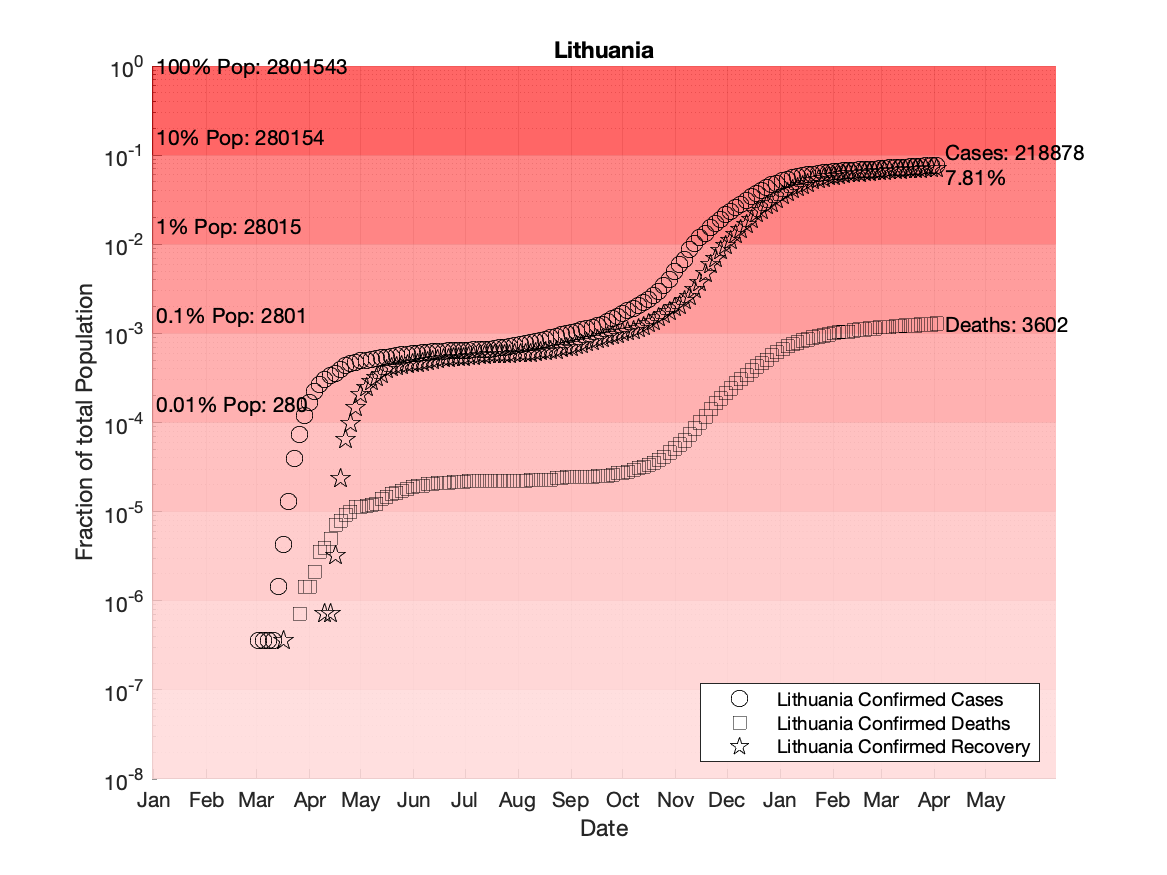 Lithuania
10^0
100% Pop: 2801543
10% Pop: 280154
10^-1
Cases: 218878
7.81%
1% Pop: 28015
10^-2
0.1% Pop: 2801
10^-3
Deaths: 3602
0.01% Pop: 280
10^-4
10^-5
10^-6
10^-7
10^-8
Fraction of total Population
Lithuania Confirmed Cases
Lithuania Confirmed Deaths
Lithuania Confirmed Recovery
Jan Feb Mar Apr May Jun Jul Aug Sep Oct Nov Dec Jan Feb Mar Apr May
Date